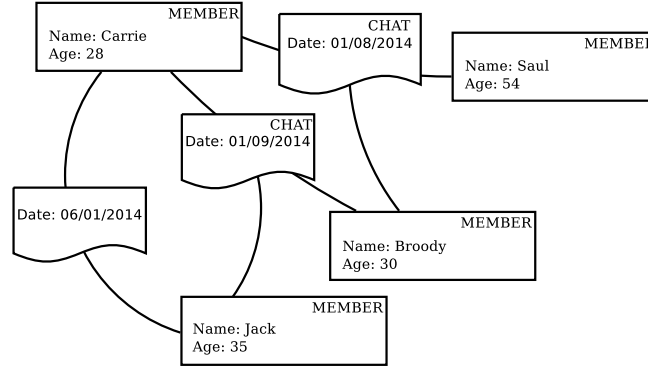 MEMBER
Name: Carrie
Age: 28
CHAT
Date: 01/08/2014
MEMBER
Name: Saul
Age: 54
CHAT
Date: 01/09/2014
Date: 06/01/2014
MEMBER
Name: Broody
Age: 30
MEMBER
Name: Jack
Age: 35